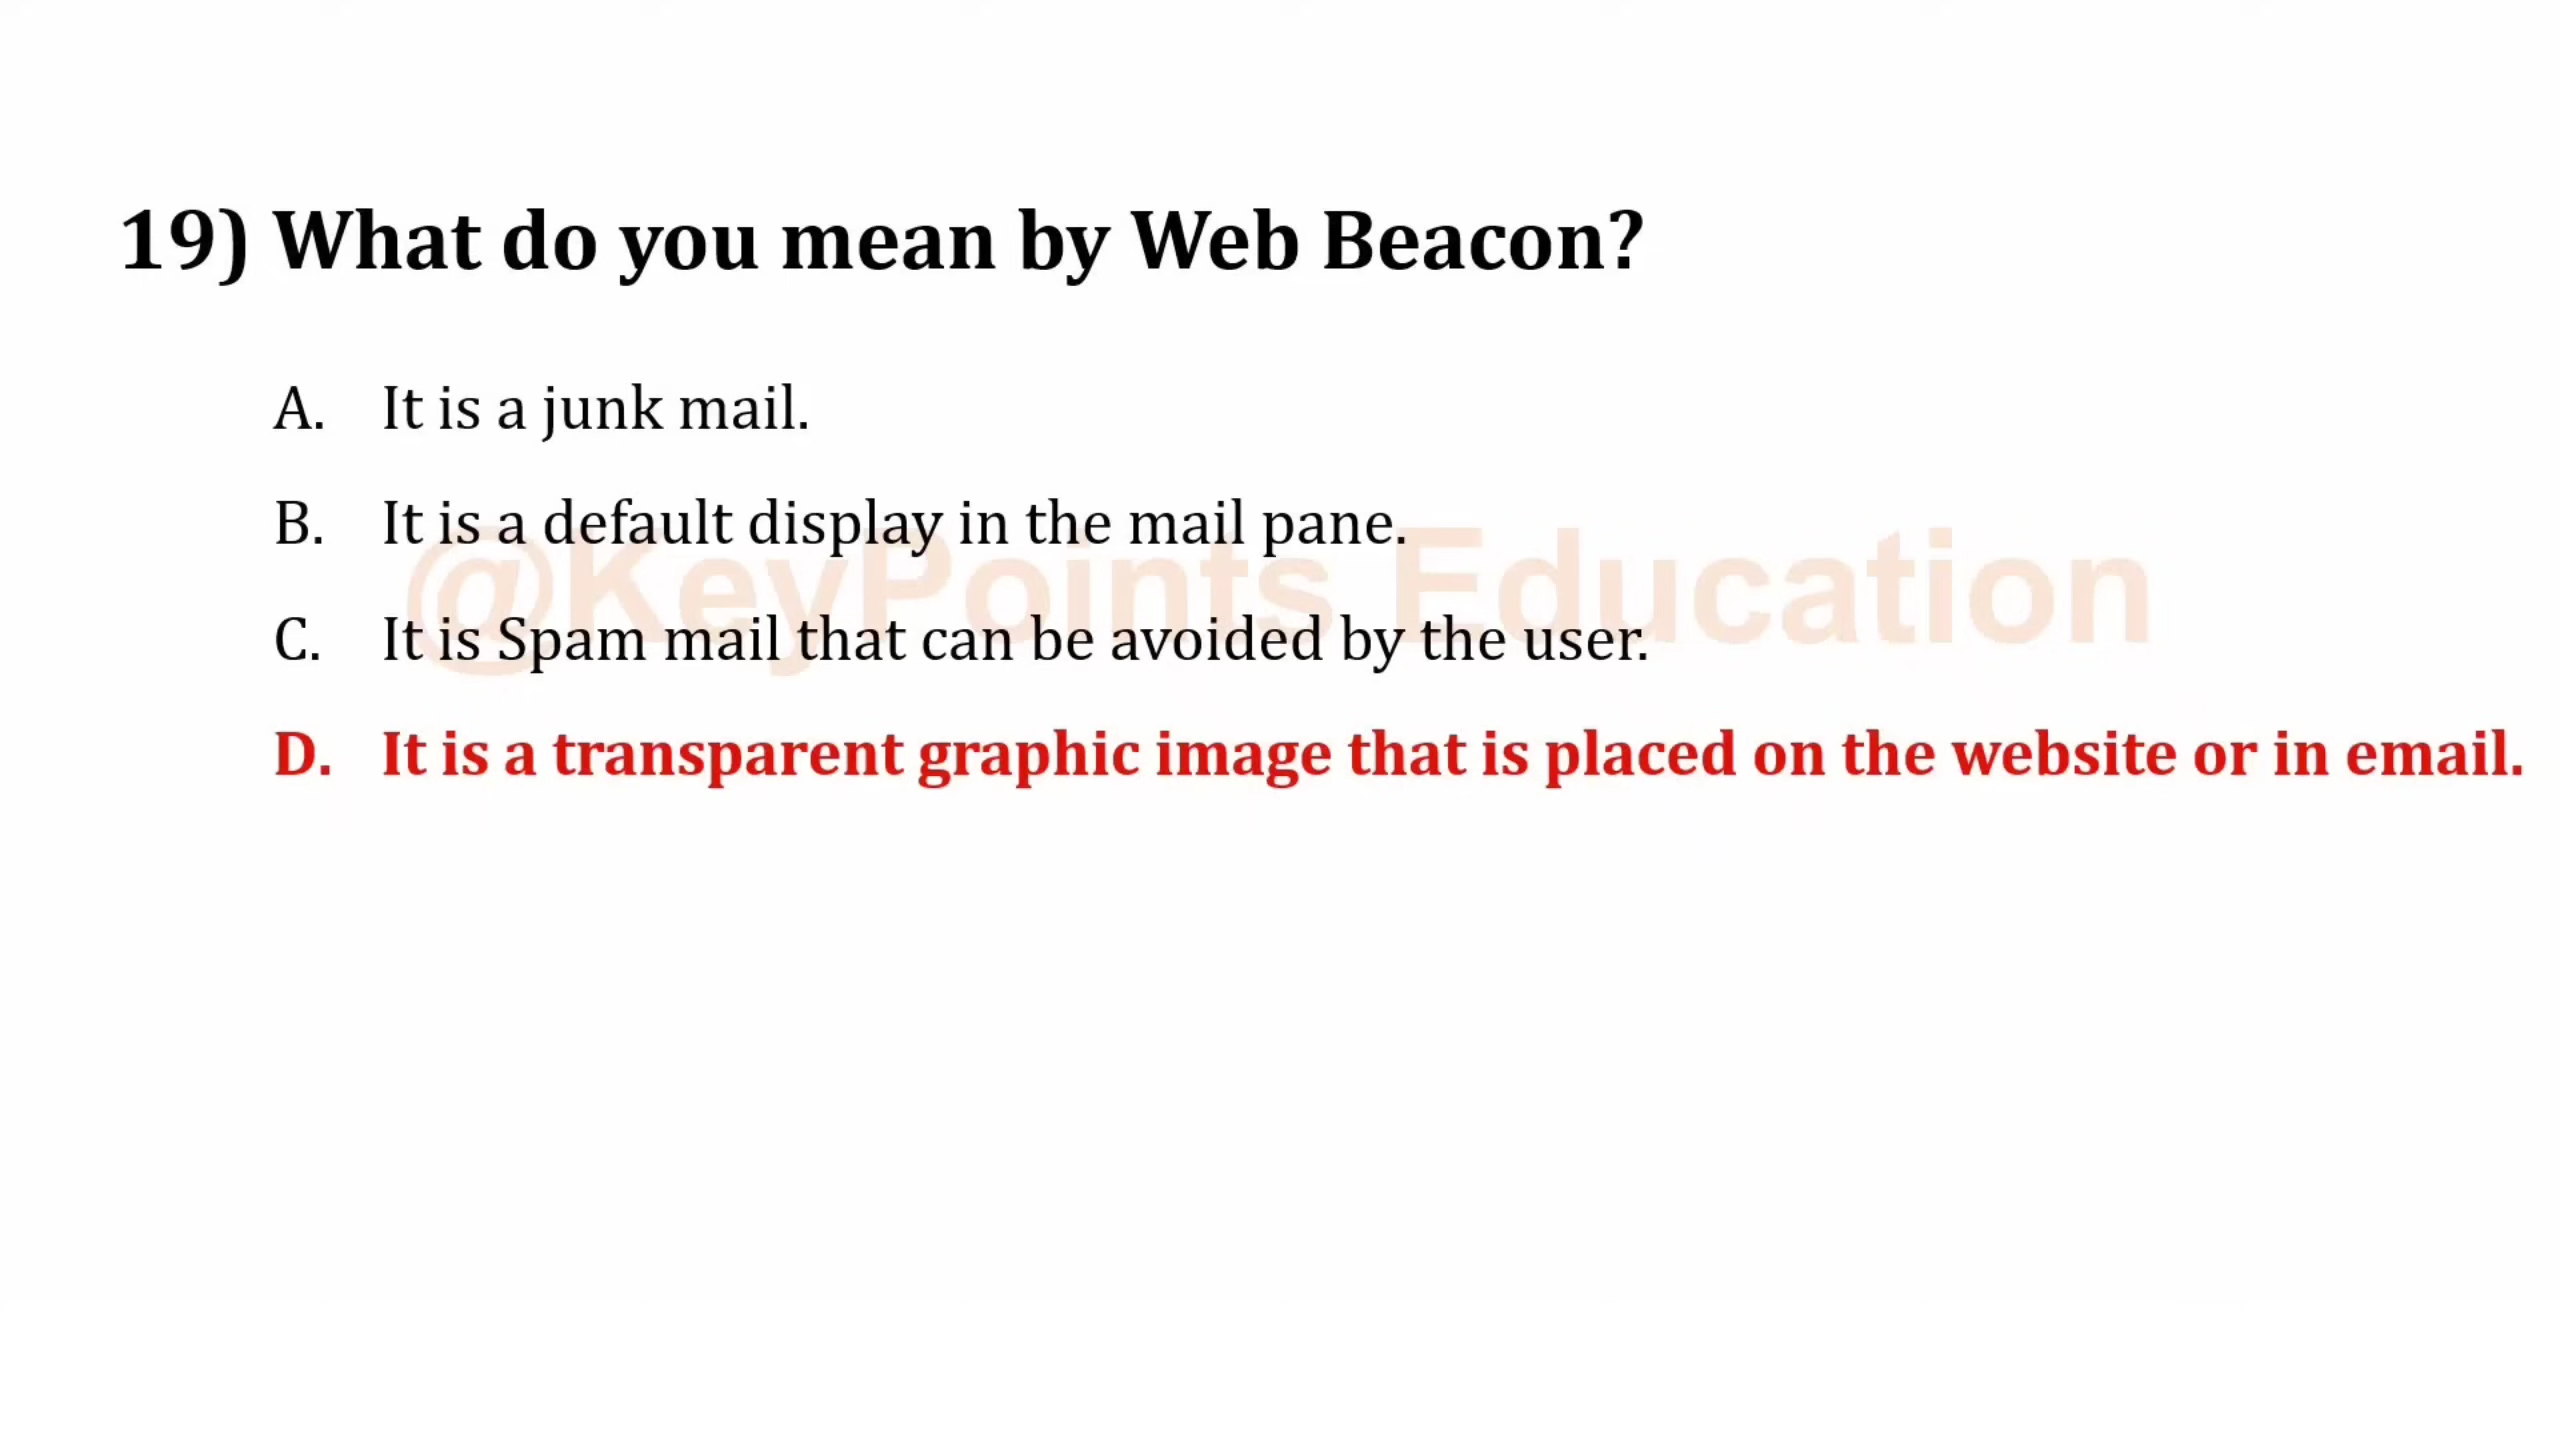 19) What do you mean by Web Beacon?
A. It is a junk mail.
B. It is a default display in the mail pane.
@KeyPoints Education
C. It is Spam mail that can be avoided by the user.
D. It is a transparent graphic image that is placed on the website or in email.